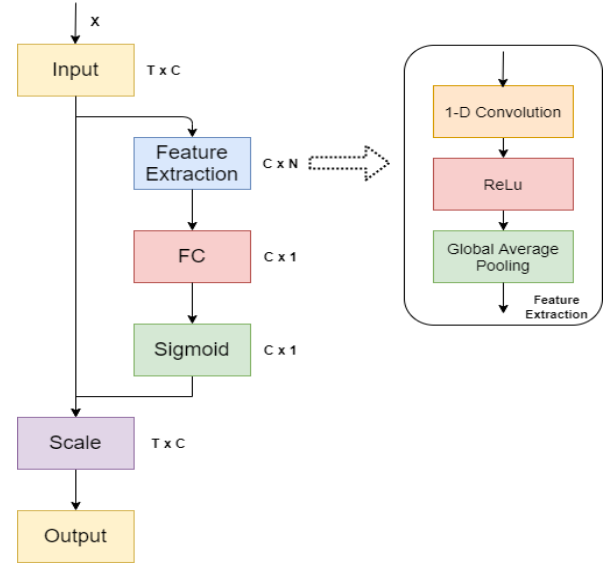 X
Input
T x C
Feature
Extraction
C x N
FC
C x 1
Sigmoid
C x 1
Scale
T x C
Output
1-D Convolution
ReLu
Global Average
Pooling
Feature
Extraction